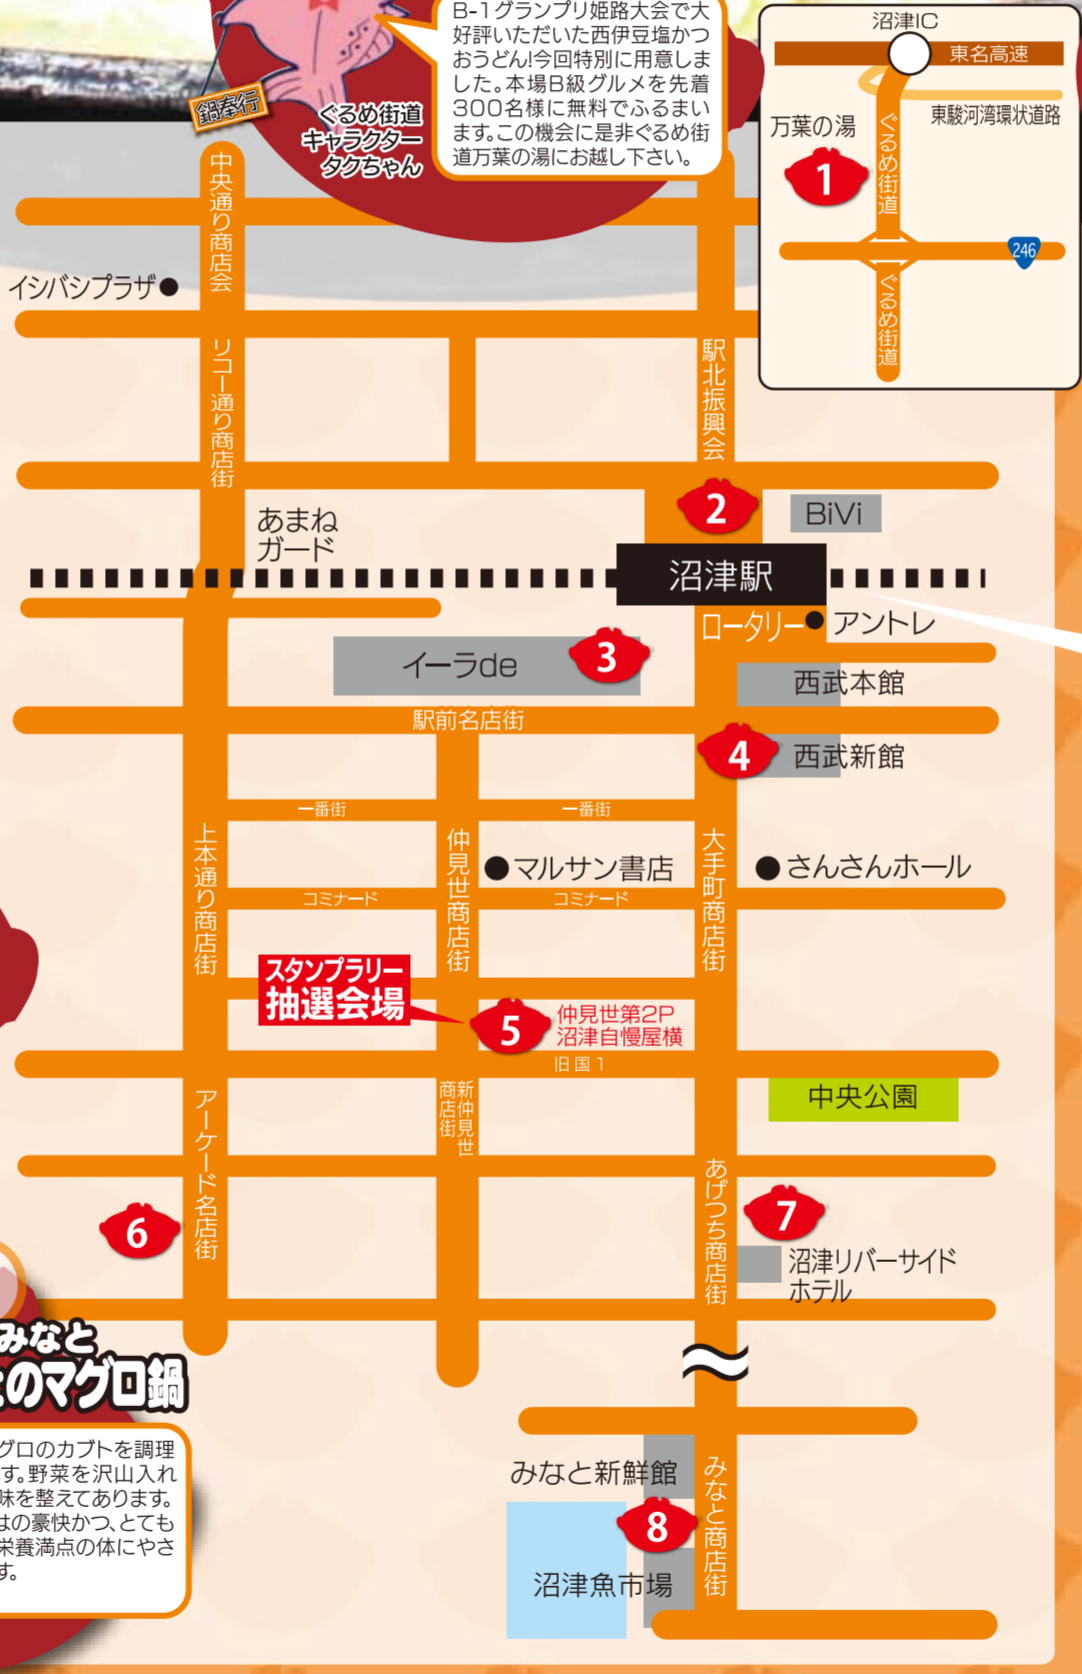 B-1グランプリ姫路大会で大
好評いただいた西伊豆塩かつ
おうどん!今回特別に用意しま
した。本場B級グルメを先着
300名様に無料でふるまい
ます。この機会に是非ぐるめ街
道万葉の湯にお越し下さい。
鍋奉行
ぐるめ街道
キャラクター
タクちゃん
沼津IC
東名高速
東駿河湾環状道路
万葉の湯
1
ぐるめ街道
246
ぐるめ街道
中央通り商店会
イシバシプラザ
リコー通り商店街
駅北振興会
2
BiVi
あまね
ガード
沼津駅
ロータリー
アントレ
イーラde
3
西武本館
駅前名店街
4
西武新館
一番街
一番街
上本通り商店街
仲見世商店街
マルサン書店
大手町商店街
さんさんホール
コミナード
コミナード
スタンプラリー
抽選会場
5
仲見世第2P
沼津自慢屋横
旧国1
新仲見世
商店街
中央公園
アーケード名店街
6
あげつち商店街
7
沼津リバーサイド
ホテル
みなと
のマグロ鍋
グロのカブトを調理
す。野菜を沢山入れ
味を整えてあります。
はの豪快かつ、とても
栄養満点の体にやさ
す。
みなと新鮮館
みなと商店街
8
沼津魚市場